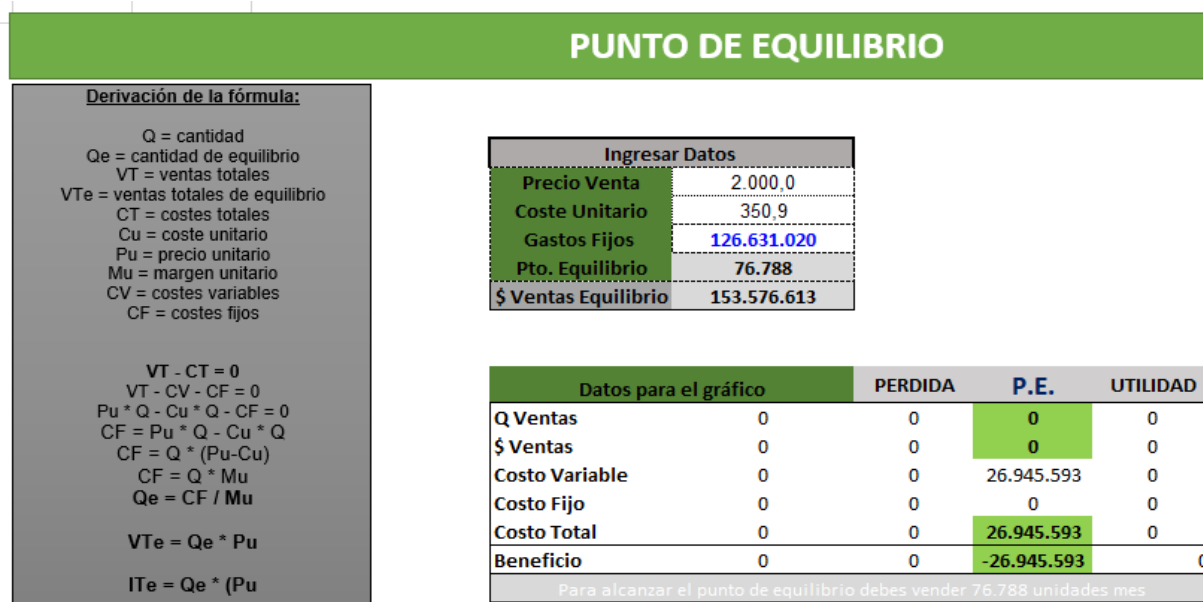 PUNTO DE EQUILIBRIO
Derivación de la fórmula:
Q = cantidad
Qe = cantidad de equilibrio
VT = ventas totales
VTe = ventas totales de equilibrio
CT = costes totales
Cu = coste unitario
Pu = precio unitario
Mu = margen unitario
CV = costes variables
CF = costes fijos
VT - CT = 0
VT - CV - CF = 0
Pu * Q - Cu * Q - CF = 0
CF = Pu * Q - Cu * Q
CF = Q * (Pu-Cu)
CF = Q * Mu
Qe = CF / Mu
VTe = Qe * Pu
ITe = Qe * (Pu
Ingresar Datos
Precio Venta 2.000,0
Coste Unitario 350,9
Gastos Fijos 126.631.020
Pto. Equilibrio 76.788
$ Ventas Equilibrio 153.576.613
Datos para el gráfico PERDIDA P.E. UTILIDAD
Q Ventas 0 0 0 0
$ Ventas 0 0 0 0
Costo Variable 0 0 26.945.593 0
Costo Fijo 0 0 0 0
Costo Total 0 0 26.945.593 0
Beneficio 0 0 -26.945.593 0
Para alcanzar el punto de equilibrio debes vender 76.788 unidades mes